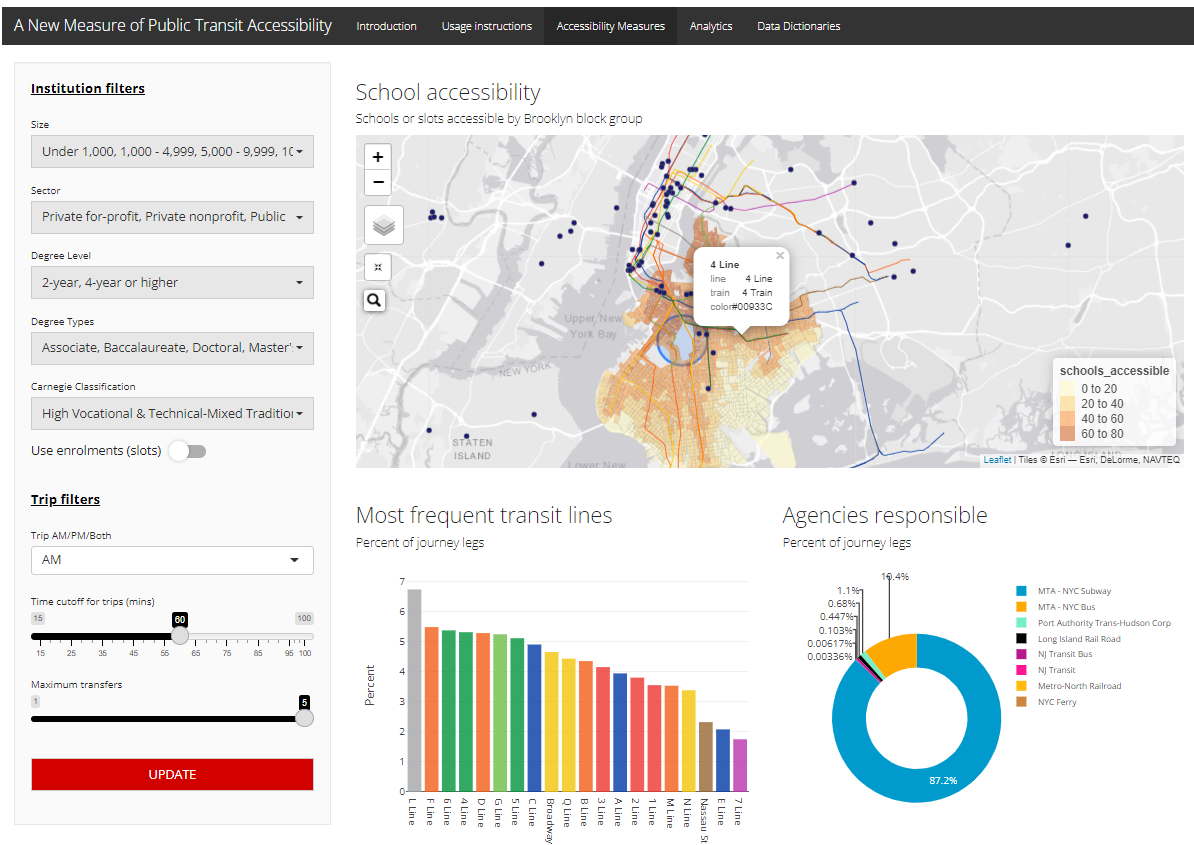 A New Measure of Public Transit Accessibility
Introduction
Usage instructions
Accessibility Measures
Analytics
Data Dictionaries
Institution filters
Size
Under 1,000, 1,000 - 4,999, 5,000 - 9,999, 10
Sector
Private for-profit, Private nonprofit, Public
Degree Level
2-year, 4-year or higher
Degree Types
Associate, Baccalaureate, Doctoral, Master'
Carnegie Classification
High Vocational & Technical-Mixed Traditior
Use enrolments (slots)
Trip filters
Trip AM/PM/Both
AM
Time cutoff for trips (mins)
15 60 100
15 25 35 45 55 65 75 85 95 100
Maximum transfers
1 5
UPDATE
School accessibility
Schools or slots accessible by Brooklyn block group
+
−
4 Line
×
line 4 Line
train 4 Train
color#00933C
Upper New
York Bay
NEW YORK
STATEN
ISLAND
Lower New
LONG ISLAND
schools_accessible
0 to 20
20 to 40
40 to 60
60 to 80
Leaflet | Tiles © Esri — Esri, DeLorme, NAVTEQ
Most frequent transit lines
Percent of journey legs
Percent
7
6
5
4
3
2
1
0
L Line
F Line
6 Line
4 Line
D Line
G Line
5 Line
C Line
Broadway
Q Line
B Line
3 Line
A Line
2 Line
1 Line
M Line
N Line
Nassau St
E Line
7 Line
Agencies responsible
Percent of journey legs
10.4%
1.1%
0.68%
0.447%
0.103%
0.00617%
0.00336%
87.2%
MTA - NYC Subway
MTA - NYC Bus
Port Authority Trans-Hudson Corp
Long Island Rail Road
NJ Transit Bus
NJ Transit
Metro-North Railroad
NYC Ferry